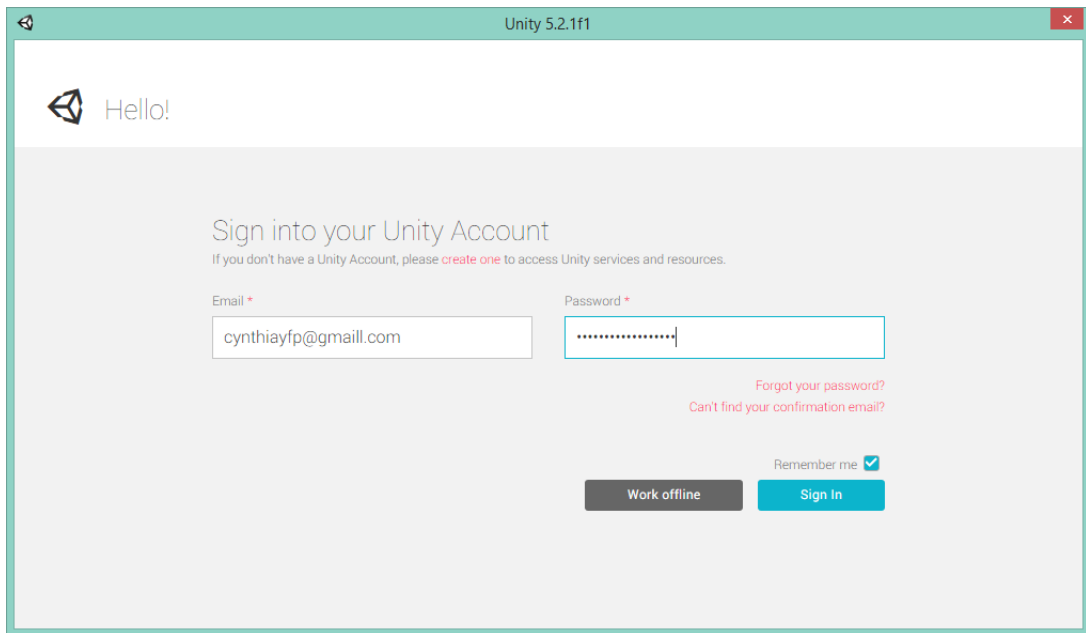 Unity 5.2.1f1
Hello!
Sign into your Unity Account
If you don't have a Unity Account, please create one to access Unity services and resources.
Email *
Password *
cynthiayfp@gmaill.com
••••••••••••••••••
Forgot your password?
Can't find your confirmation email?
Remember me
Work offline
Sign In